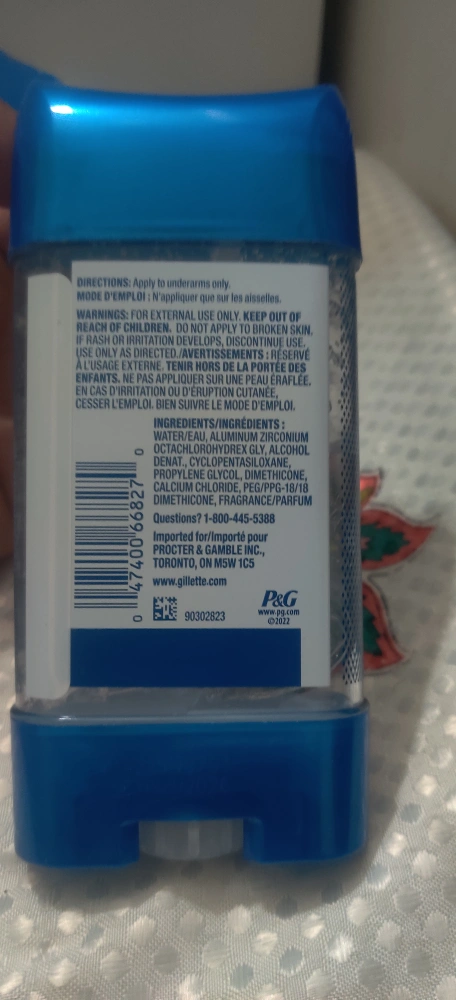 DIRECTIONS: Apply to underarms only.
MODE D'EMPLOI : N'appliquer que sur les aisselles.
WARNINGS: FOR EXTERNAL USE ONLY. KEEP OUT OF
REACH OF CHILDREN. DO NOT APPLY TO BROKEN SKIN.
IF RASH OR IRRITATION DEVELOPS, DISCONTINUE USE.
USE ONLY AS DIRECTED./AVERTISSEMENTS : RÉSERVÉ
À L'USAGE EXTERNE. TENIR HORS DE LA PORTÉE DES
ENFANTS. NE PAS APPLIQUER SUR UNE PEAU ÉRAFLÉE.
EN CAS D'IRRITATION OU D'ÉRUPTION CUTANÉE,
CESSER L'EMPLOI. BIEN SUIVRE LE MODE D'EMPLOI.
INGREDIENTS/INGRÉDIENTS :
WATER/EAU, ALUMINUM ZIRCONIUM
OCTACHLOROHYDREX GLY, ALCOHOL
DENAT., CYCLOPENTASILOXANE,
PROPYLENE GLYCOL, DIMETHICONE,
CALCIUM CHLORIDE, PEG/PPG-18/18
DIMETHICONE, FRAGRANCE/PARFUM
Questions? 1-800-445-5388
Imported for/Importé pour
PROCTER & GAMBLE INC.,
TORONTO, ON M5W 1C5
www.gillette.com
0 47400 66827 0
90302823
P&G
www.pg.com
©2022